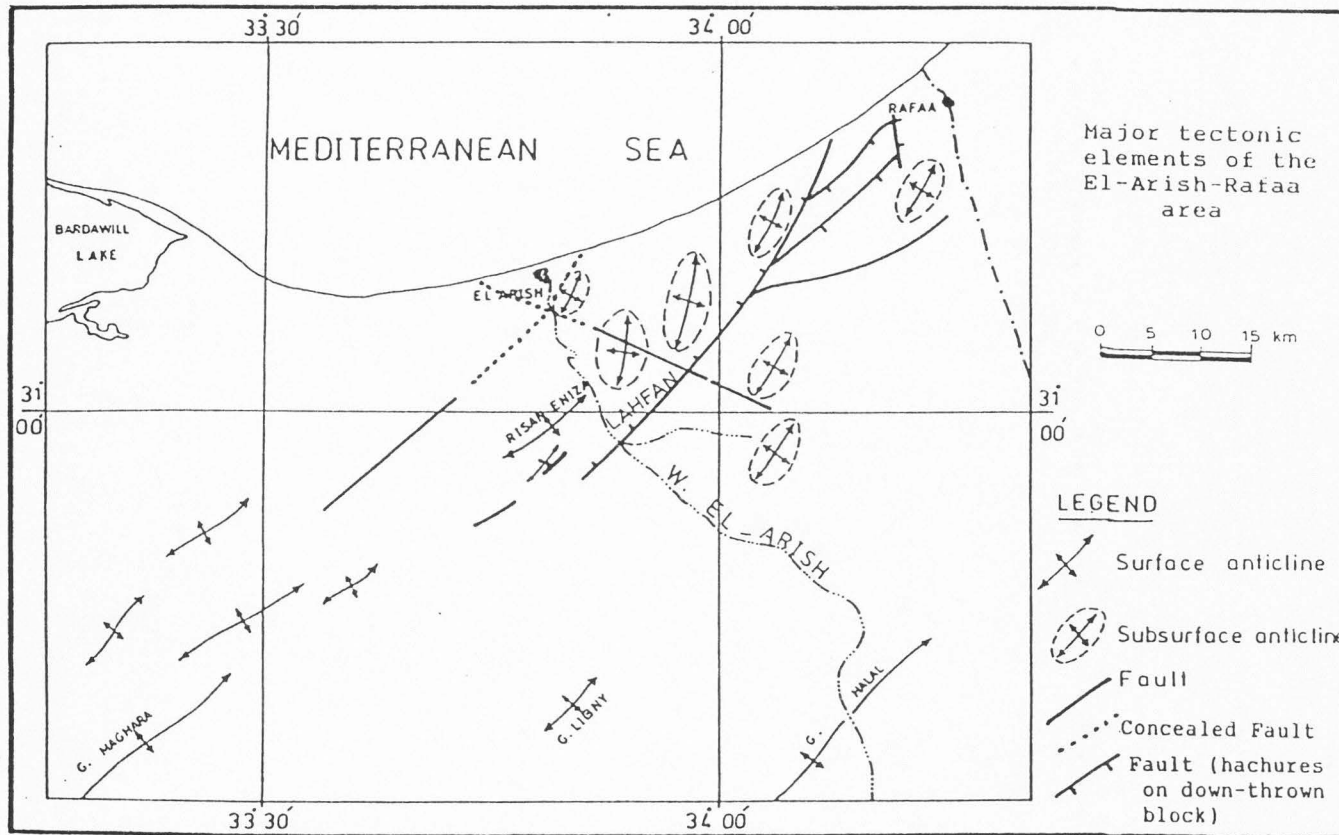 33 30´
34 00´
MEDITERRANEAN SEA
RAFAA
Major tectonic
elements of the
El-Arish-Rafaa
area
BARDAWILL
LAKE
EL ARISH
0 5 10 15 km
31
00´
31°
00´
RISAN ENIZA
LAHFAN
W. EL-ARISH
LEGEND
Surface anticline
Subsurface anticline
Fault
Concealed Fault
Fault (hachures
on down-thrown
block)
G. MAGHARA
G. LIBNY
G. HALAL
33 30´
34 00´